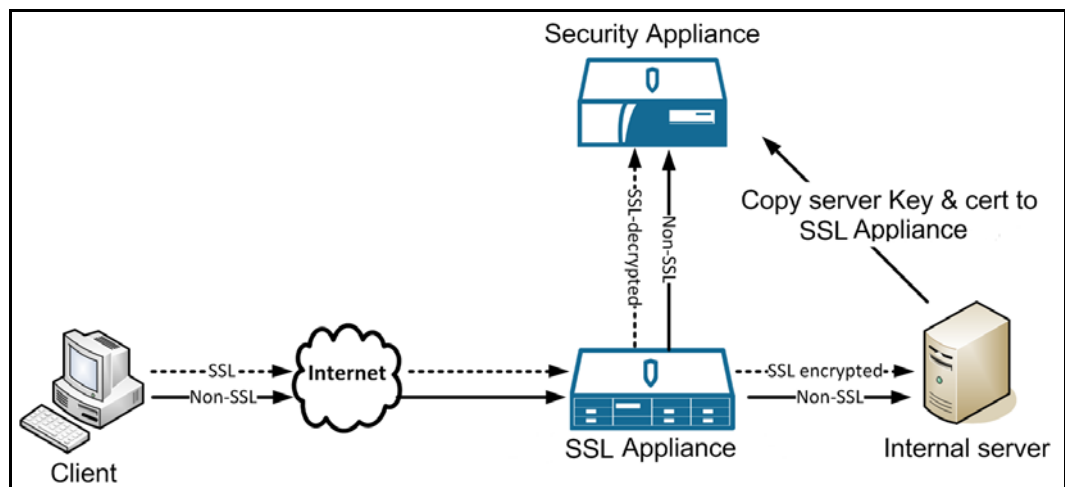 Security Appliance
SSL-decrypted
Non-SSL
Copy server Key & cert to
SSL Appliance
SSL
Non-SSL
Internet
SSL encrypted
Non-SSL
Client
SSL Appliance
Internal server